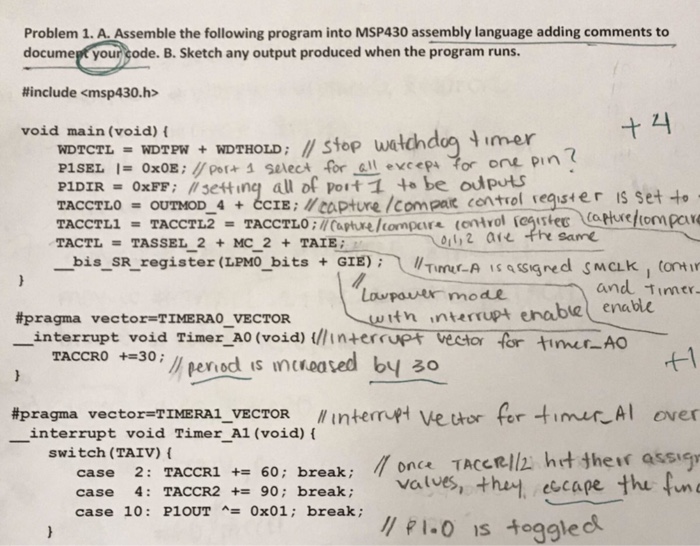 Problem 1. A. Assemble the following program into MSP430 assembly language adding comments to
document your code. B. Sketch any output produced when the program runs.
#include <msp430.h>
+4
void main(void) {
WDTCTL = WDTPW + WDTHOLD; // stop watchdog timer
P1SEL |= 0x0E; // port 1 select for all except for one pin?
P1DIR = 0xFF; // setting all of port 1 to be outputs
TACCTL0 = OUTMOD_4 + CCIE; // capture/compare control register is set to
TACCTL1 = TACCTL2 = TACCTL0; // Capture/compare control registers capture/compare
0,1,2 are the same
TACTL = TASSEL_2 + MC_2 + TAIE;
__bis_SR_register(LPM0_bits + GIE); // Timer_A is assigned SMCLK,
and timer
enable
}
// Lowpower mode
with interrupt enable
#pragma vector=TIMERA0_VECTOR
__interrupt void Timer_A0(void) { // interrupt vector for timer_A0
TACCR0 +=30; // period is increased by 30
+1
}
#pragma vector=TIMERA1_VECTOR // interrupt vector for timer_A1 over
__interrupt void Timer_A1(void) {
switch(TAIV) {
case 2: TACCR1 += 60; break; // once TACCR1/2 hit their assign
case 4: TACCR2 += 90; break; values, they escape the func
case 10: P1OUT ^= 0x01; break;
} // P1.0 is toggled